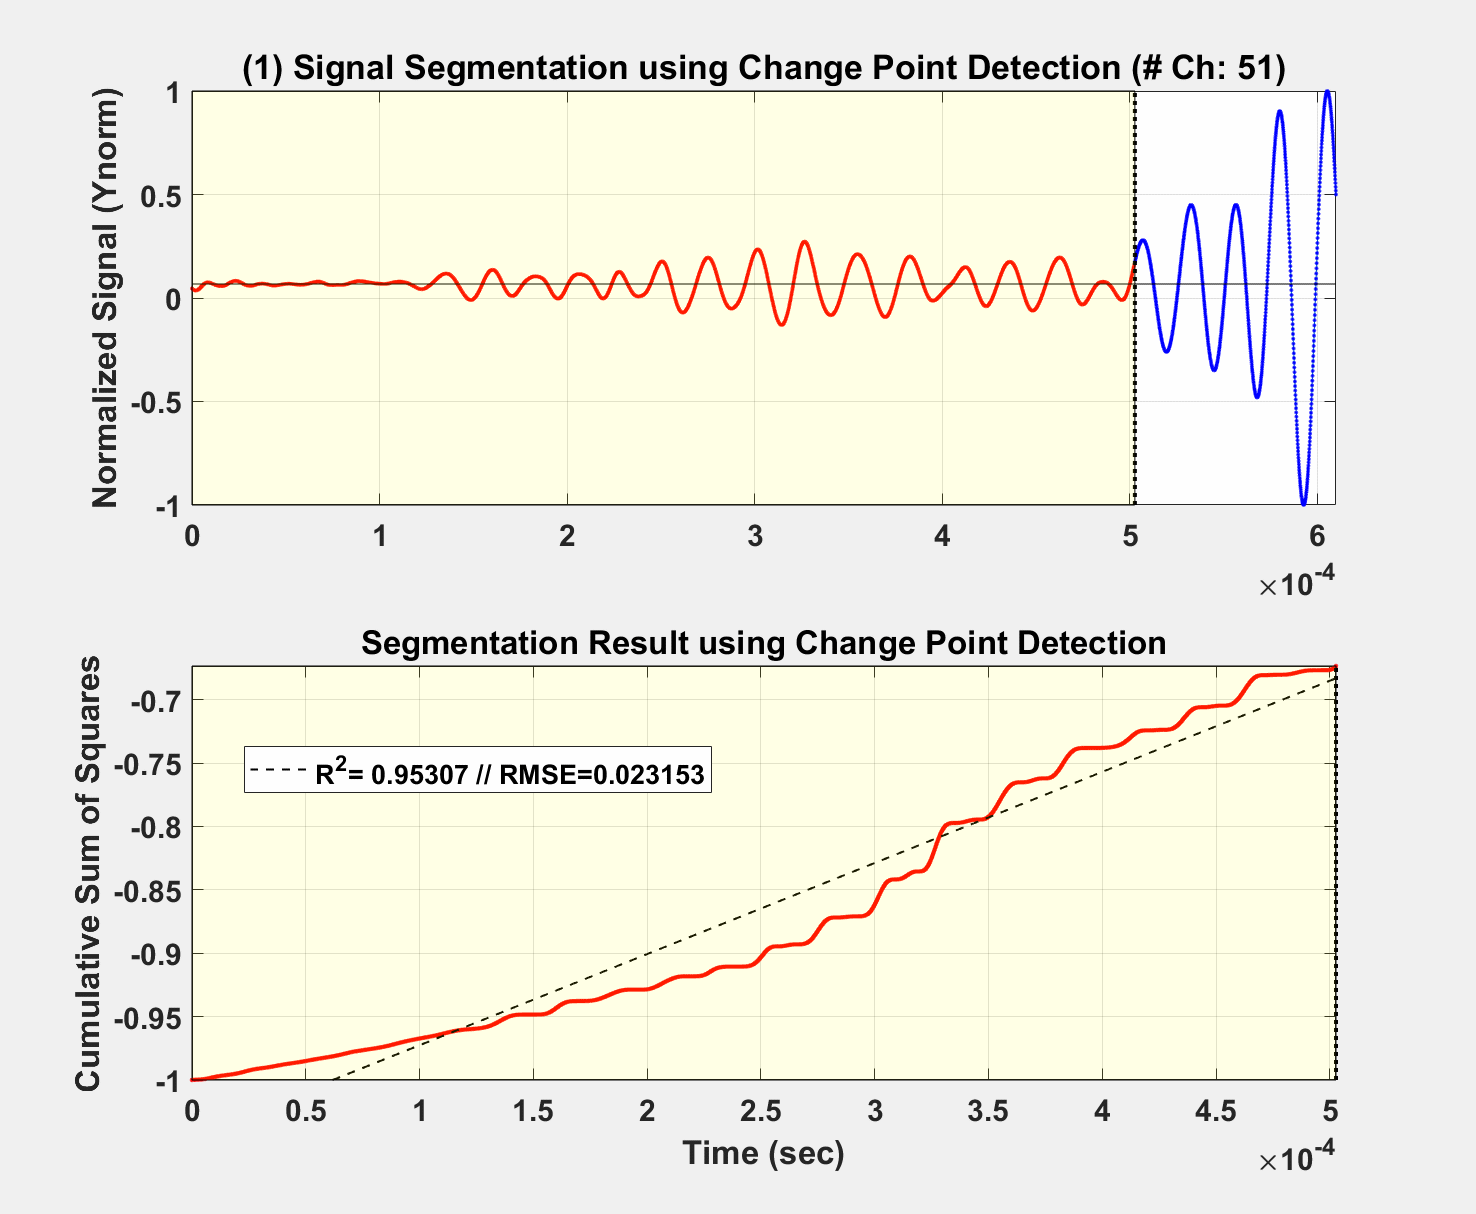 (1) Signal Segmentation using Change Point Detection (# Ch: 51)
Normalized Signal (Ynorm)
1
0.5
0
-0.5
-1
0 1 2 3 4 5 6
×10-4
Segmentation Result using Change Point Detection
Cumulative Sum of Squares
-0.7
-0.75
-0.8
-0.85
-0.9
-0.95
-1
R2= 0.95307 // RMSE=0.023153
0 0.5 1 1.5 2 2.5 3 3.5 4 4.5 5
Time (sec)
×10-4